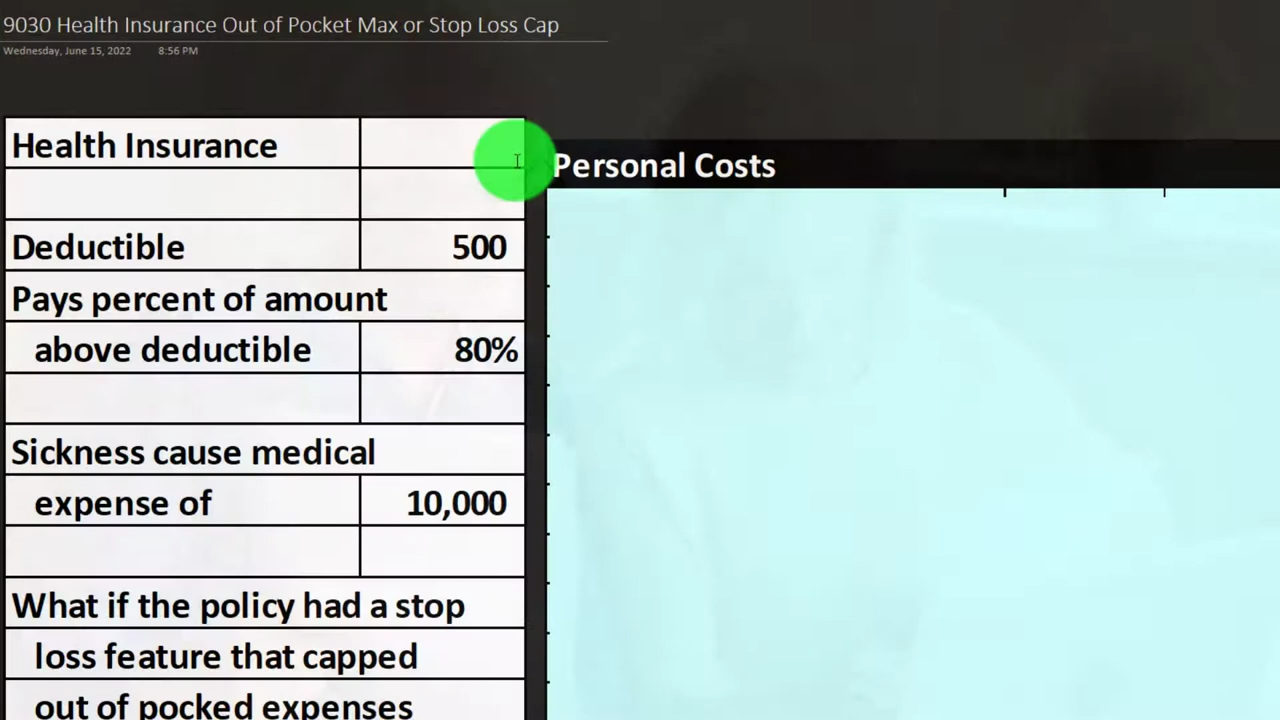 9030 Health Insurance Out of Pocket Max or Stop Loss Cap
Wednesday, June 15, 2022 8:56 PM
Health Insurance
Personal Costs
Deductible 500
Pays percent of amount
above deductible 80%
Sickness cause medical
expense of 10,000
What if the policy had a stop
loss feature that capped
out of pocked expenses